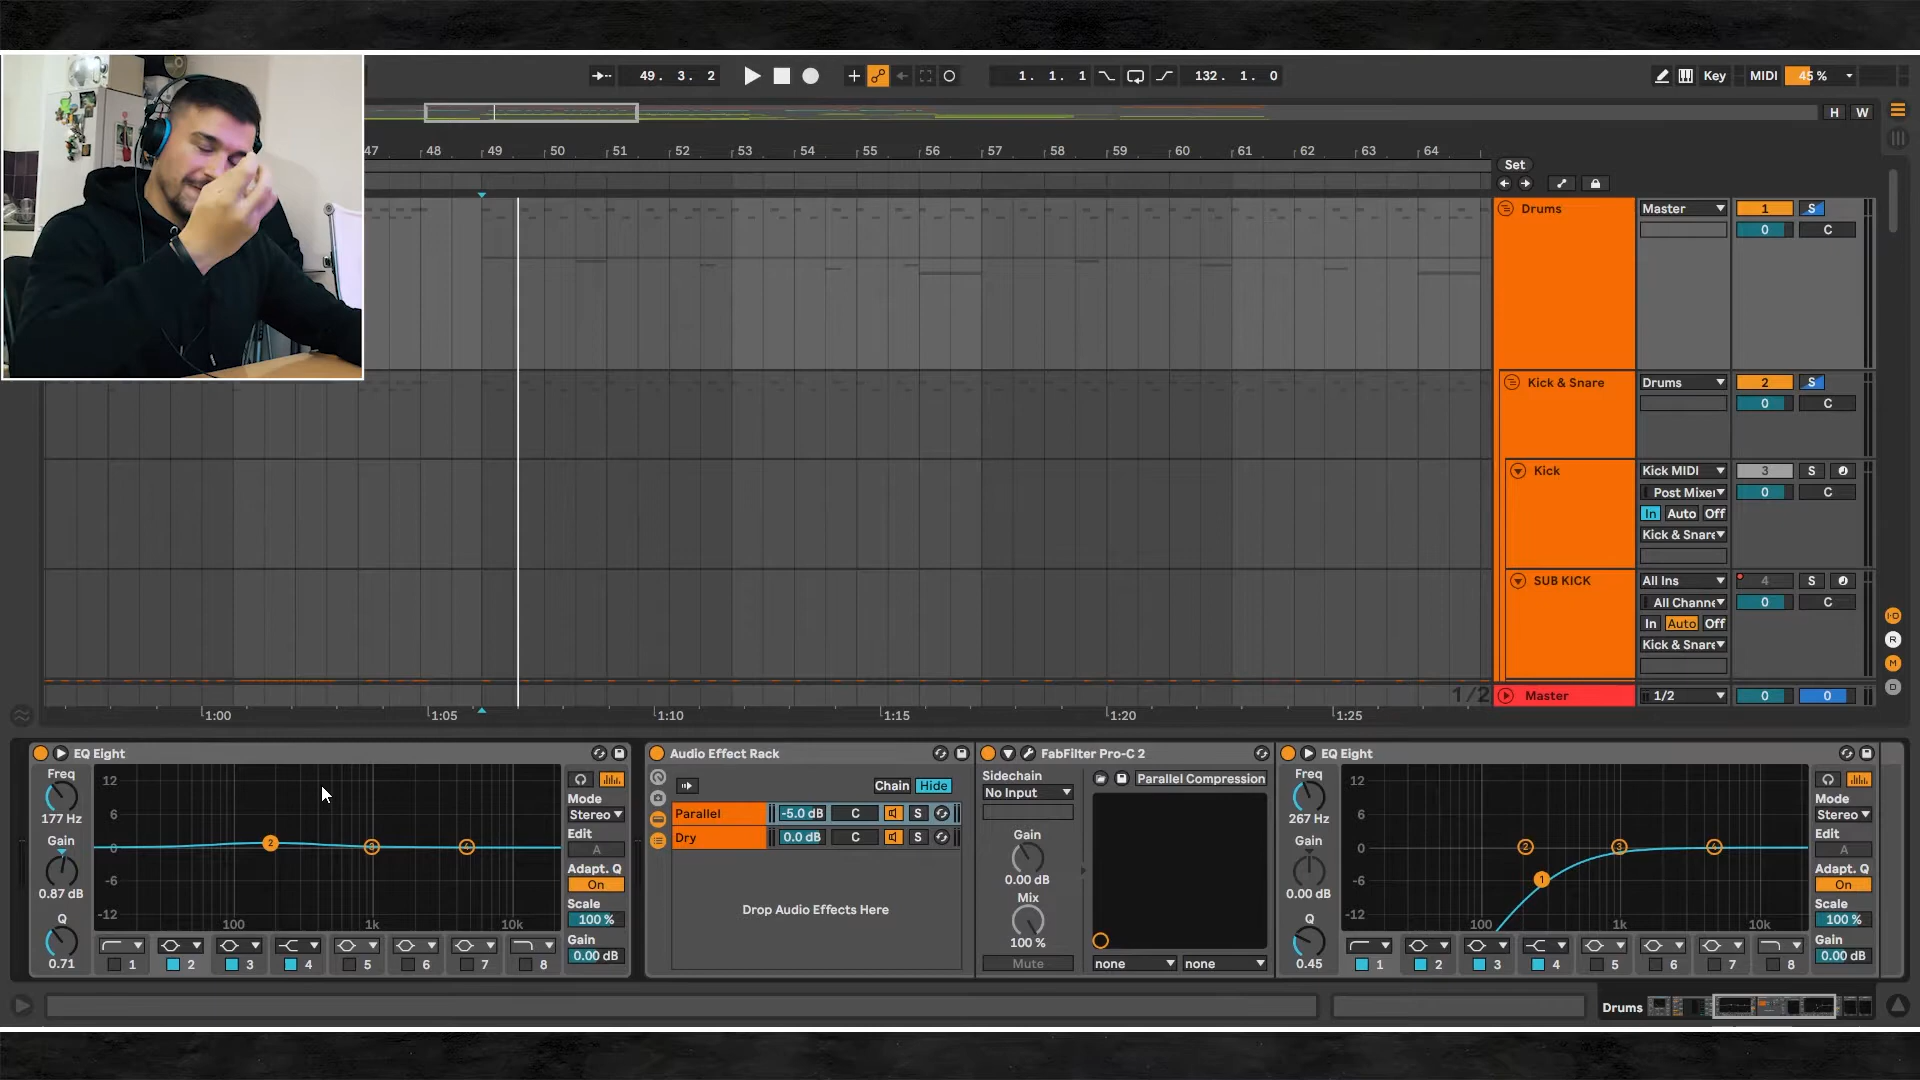 49. 3. 2
1. 1. 1
132. 1. 0
Key
MIDI
45 %
H
W
47 48 49 50 51 52 53 54 55 56 57 58 59 60 61 62 63 64
Set
Drums
Master
1
S
0
C
Kick & Snare
Drums
2
S
0
C
Kick
Kick MIDI
3
S
Post Mixer
0
C
In Auto Off
Kick & Snare
SUB KICK
All Ins
4
S
All Channe
0
C
In Auto Off
Kick & Snare
1/2
Master
1/2
0
0
I·O
R
M
D
1:00 1:05 1:10 1:15 1:20 1:25
EQ Eight
Freq
177 Hz
Gain
0.87 dB
Q
0.71
12
6
0
-6
-12
2
3
4
100 1k 10k
1 2 3 4 5 6 7 8
Mode
Stereo
Edit
A
Adapt. Q
On
Scale
100 %
Gain
0.00 dB
Audio Effect Rack
Chain Hide
Parallel -5.0 dB C S
Dry 0.0 dB C S
Drop Audio Effects Here
FabFilter Pro-C 2
Sidechain
No Input
Gain
0.00 dB
Mix
100 %
Mute
Parallel Compression
none none
EQ Eight
Freq
267 Hz
Gain
0.00 dB
Q
0.45
12
6
0
-6
-12
2
3
4
1
100 1k 10k
1 2 3 4 5 6 7 8
Mode
Stereo
Edit
A
Adapt. Q
On
Scale
100 %
Gain
0.00 dB
Drums